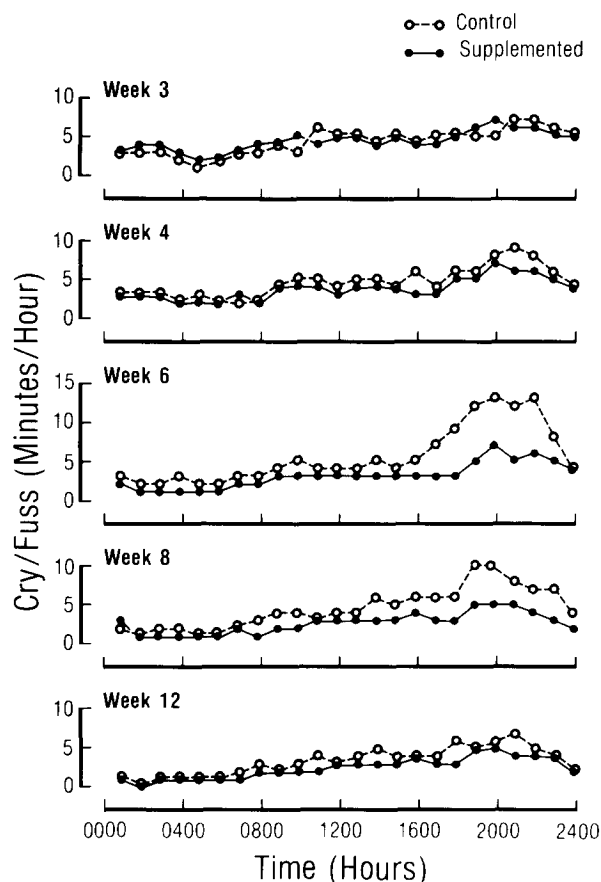 Control
Supplemented
Week 3
10
5
0
Week 4
10
5
0
Week 6
15
10
5
0
Week 8
10
5
0
Week 12
10
5
0
0000 0400 0800 1200 1600 2000 2400
Time (Hours)
Cry/Fuss (Minutes/Hour)